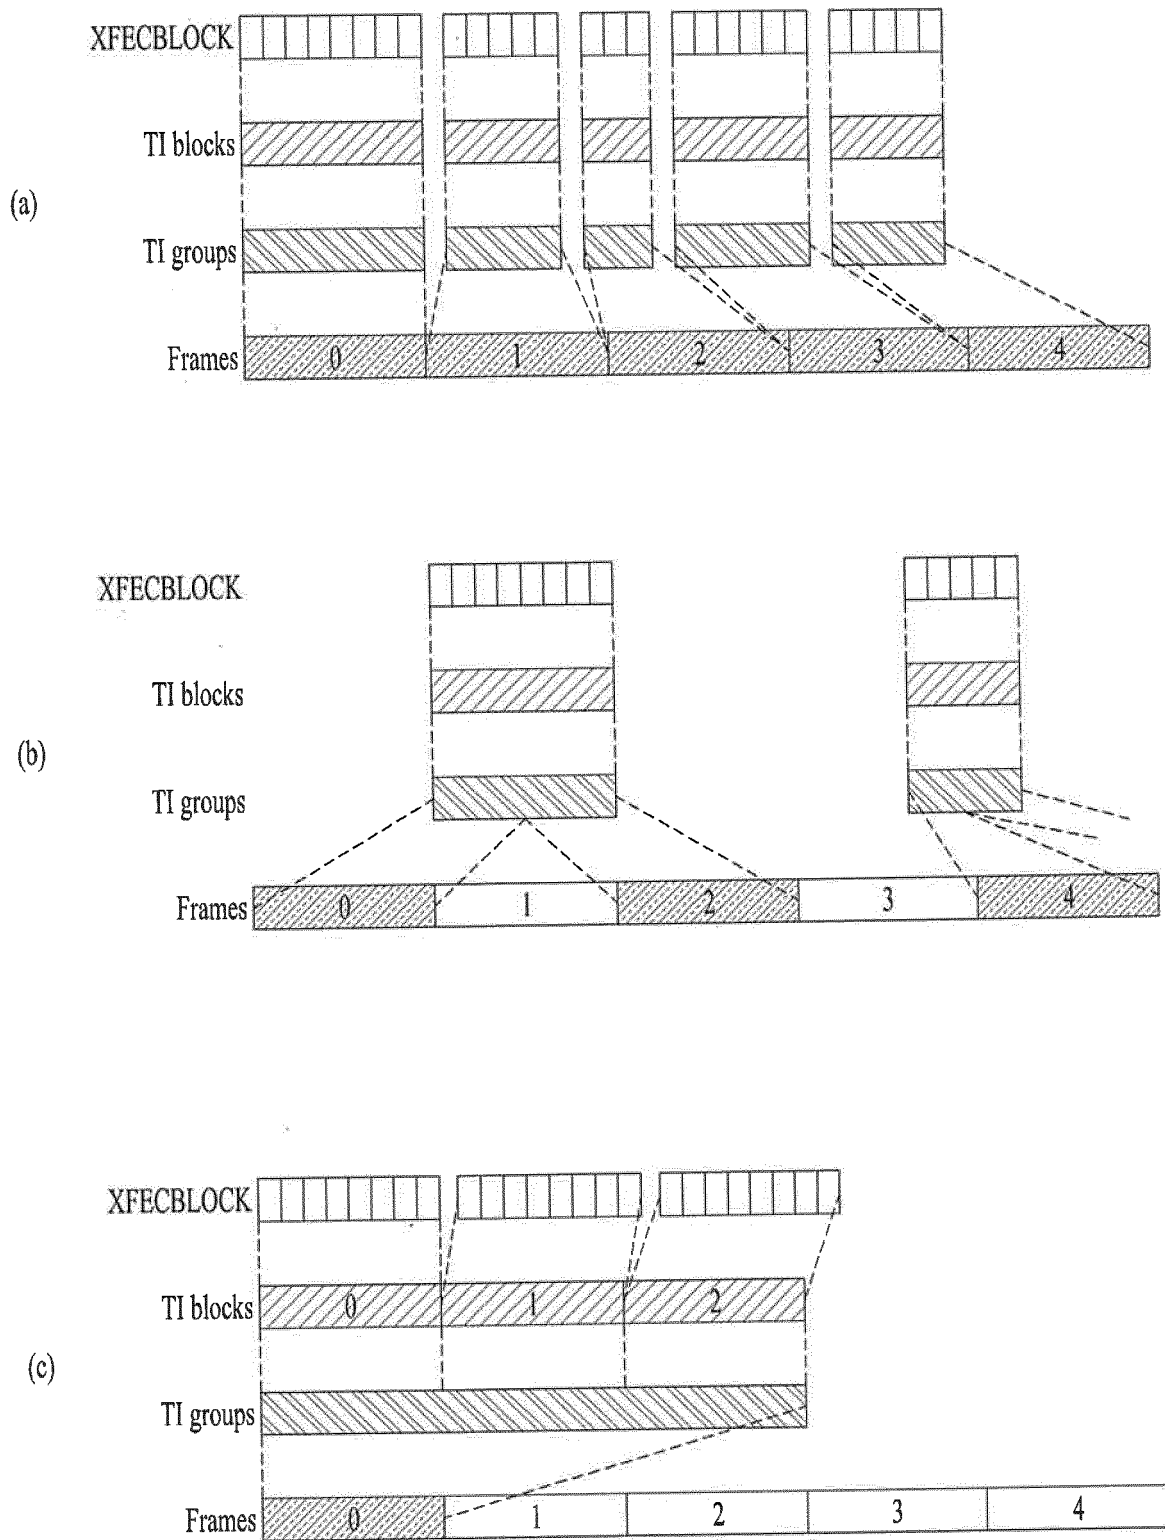 XFECBLOCK
TI blocks
(a)
TI groups
Frames 0 1 2 3 4
XFECBLOCK
TI blocks
(b)
TI groups
Frames 0 1 2 3 4
XFECBLOCK
TI blocks 0 1 2
(c)
TI groups
Frames 0 1 2 3 4